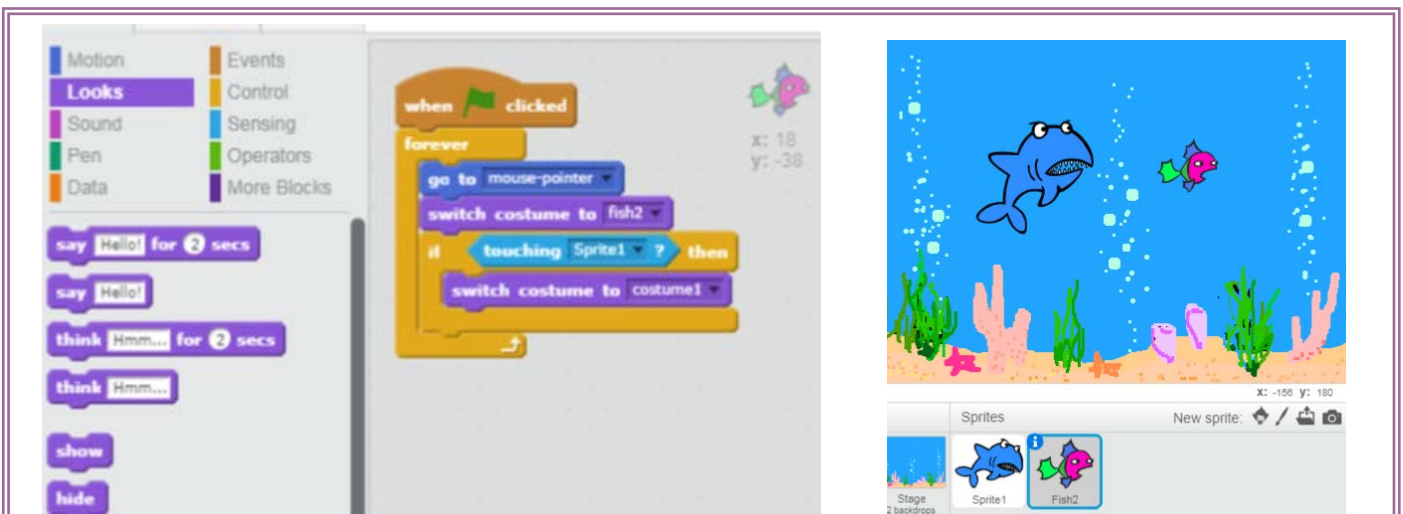 Motion Events
Looks Control
Sound Sensing
Pen Operators
Data More Blocks
say Hello! for 2 secs
say Hello!
think Hmm... for 2 secs
think Hmm...
show
hide
when clicked
forever
go to mouse-pointer
switch costume to fish2
if touching Sprite1 ? then
switch costume to costume1
x: 18
y: -38
x: -156 y: 180
Sprites New sprite:
Stage
2 backdrops
Sprite1
Fish2